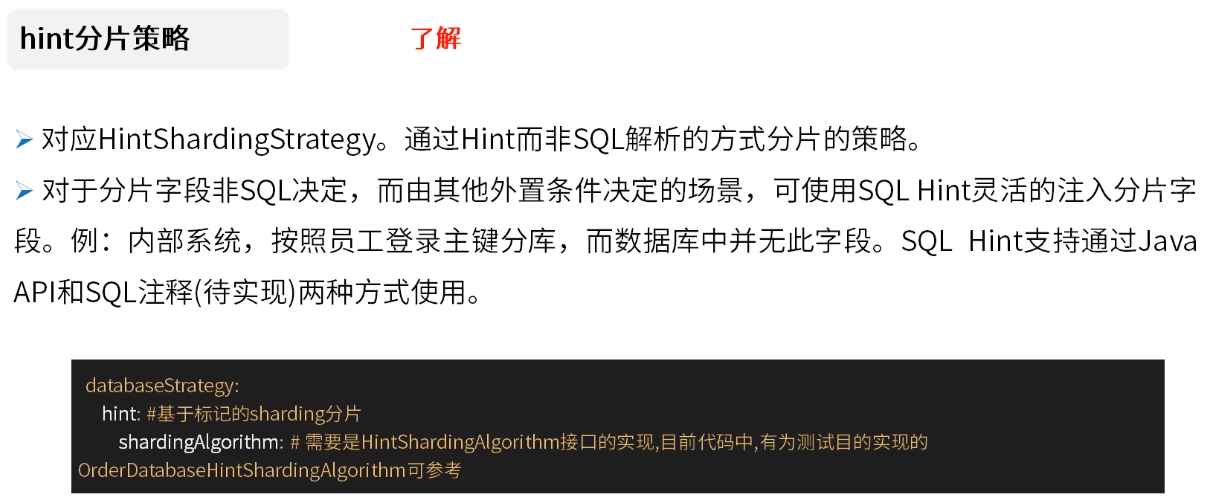 hint分片策略 了解
➢ 对应HintShardingStrategy。通过Hint而非SQL解析的方式分片的策略。
➢ 对于分片字段非SQL决定，而由其他外置条件决定的场景，可使用SQL Hint灵活的注入分片字
段。例：内部系统，按照员工登录主键分库，而数据库中并无此字段。SQL Hint支持通过Java
API和SQL注释(待实现)两种方式使用。
databaseStrategy:
hint: #基于标记的sharding分片
shardingAlgorithm: # 需要是HintShardingAlgorithm接口的实现,目前代码中,有为测试目的实现的
OrderDatabaseHintShardingAlgorithm可参考